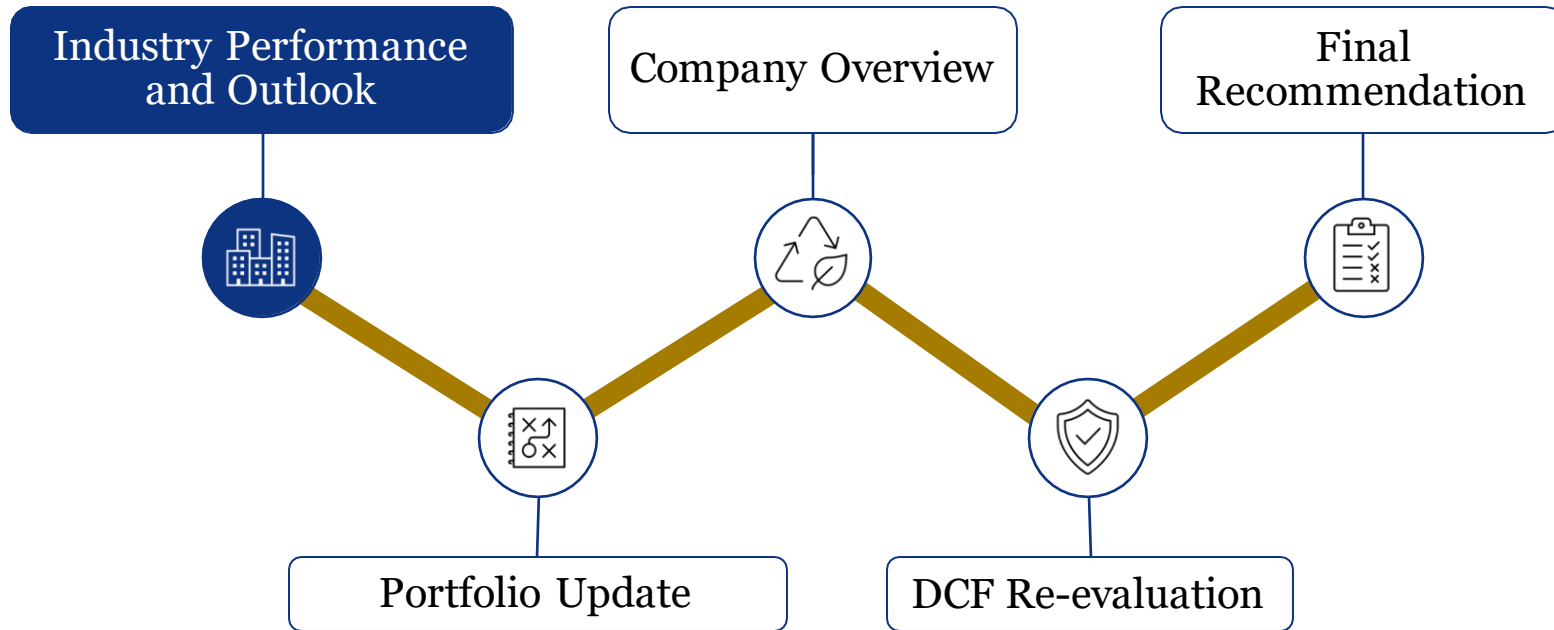 Industry Performance
and Outlook
Company Overview
Final
Recommendation
Portfolio Update
DCF Re-evaluation